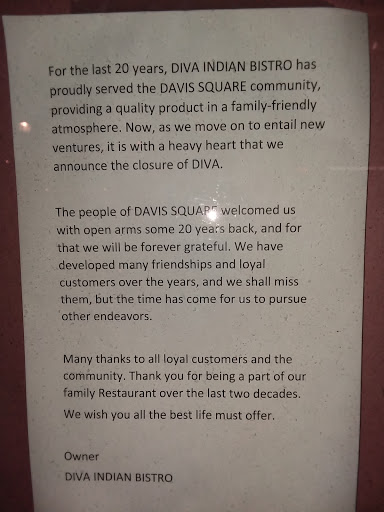 For the last 20 years, DIVA INDIAN BISTRO has
proudly served the DAVIS SQUARE community,
providing a quality product in a family-friendly
atmosphere. Now, as we move on to entail new
ventures, it is with a heavy heart that we
announce the closure of DIVA.
The people of DAVIS SQUARE welcomed us
with open arms some 20 years back, and for
that we will be forever grateful. We have
developed many friendships and loyal
customers over the years, and we shall miss
them, but the time has come for us to pursue
other endeavors.
Many thanks to all loyal customers and the
community. Thank you for being a part of our
family Restaurant over the last two decades.
We wish you all the best life must offer.
Owner
DIVA INDIAN BISTRO